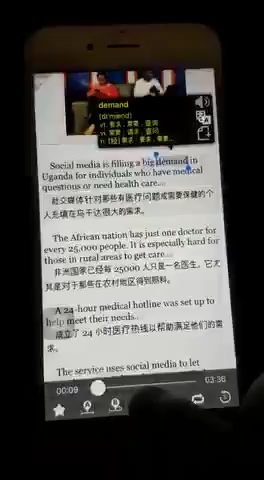 demand
[dɪˈmænd]
vt. 要求，需要，查询
vi. 需要，请求，查问
n. [经] 要求，需求，需要…
Social media is filling a big demand in
Uganda for individuals who have medical
questions or need health care....
社交媒体针对那些有医疗问题或需要保健的个
人充填在乌干达很大的需求。
The African nation has just one doctor for
every 25,000 people. It is especially hard for
those in rural areas to get care....
非洲国家已经每 25000 人只是一名医生。它尤
其是对于那些在农村地区得到照料。
A 24-hour medical hotline was set up to
help meet their needs....
成立了 24 小时医疗热线以帮助满足他们的需
求。
The service uses social media to let
00:09
03:36